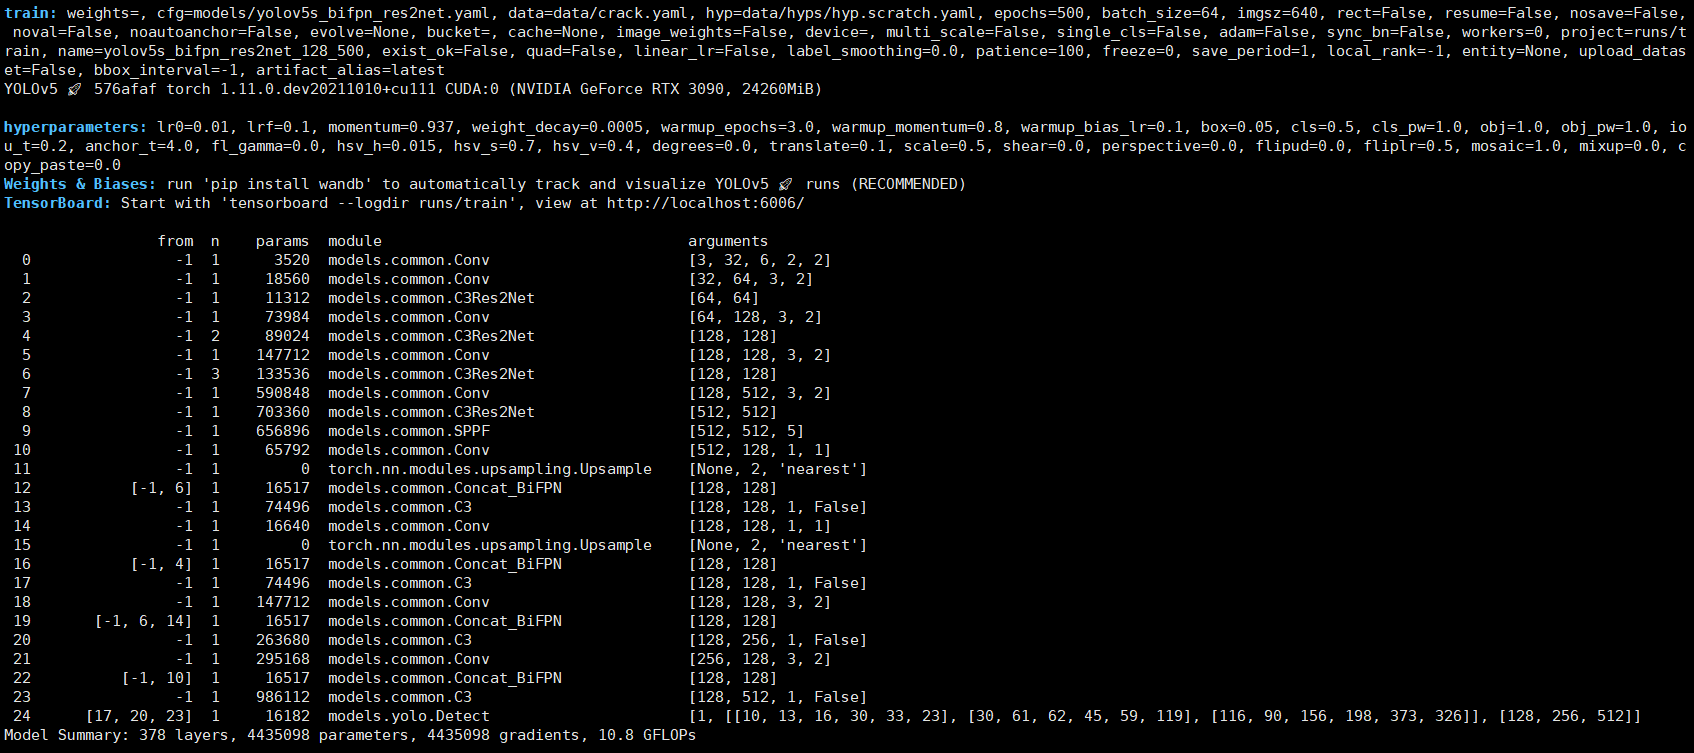 train: weights=, cfg=models/yolov5s_bifpn_res2net.yaml, data=data/crack.yaml, hyp=data/hyps/hyp.scratch.yaml, epochs=500, batch_size=64, imgsz=640, rect=False, resume=False, nosave=False,
noval=False, noautoanchor=False, evolve=None, bucket=, cache=None, image_weights=False, device=, multi_scale=False, single_cls=False, adam=False, sync_bn=False, workers=0, project=runs/t
rain, name=yolov5s_bifpn_res2net_128_500, exist_ok=False, quad=False, linear_lr=False, label_smoothing=0.0, patience=100, freeze=0, save_period=1, local_rank=-1, entity=None, upload_datas
et=False, bbox_interval=-1, artifact_alias=latest
YOLOv5 🚀 576afaf torch 1.11.0.dev20211010+cu111 CUDA:0 (NVIDIA GeForce RTX 3090, 24260MiB)
hyperparameters: lr0=0.01, lrf=0.1, momentum=0.937, weight_decay=0.0005, warmup_epochs=3.0, warmup_momentum=0.8, warmup_bias_lr=0.1, box=0.05, cls=0.5, cls_pw=1.0, obj=1.0, obj_pw=1.0, io
u_t=0.2, anchor_t=4.0, fl_gamma=0.0, hsv_h=0.015, hsv_s=0.7, hsv_v=0.4, degrees=0.0, translate=0.1, scale=0.5, shear=0.0, perspective=0.0, flipud=0.0, fliplr=0.5, mosaic=1.0, mixup=0.0, c
opy_paste=0.0
Weights & Biases: run 'pip install wandb' to automatically track and visualize YOLOv5 🚀 runs (RECOMMENDED)
TensorBoard: Start with 'tensorboard --logdir runs/train', view at http://localhost:6006/
from n params module arguments
0 -1 1 3520 models.common.Conv [3, 32, 6, 2, 2]
1 -1 1 18560 models.common.Conv [32, 64, 3, 2]
2 -1 1 11312 models.common.C3Res2Net [64, 64]
3 -1 1 73984 models.common.Conv [64, 128, 3, 2]
4 -1 2 89024 models.common.C3Res2Net [128, 128]
5 -1 1 147712 models.common.Conv [128, 128, 3, 2]
6 -1 3 133536 models.common.C3Res2Net [128, 128]
7 -1 1 590848 models.common.Conv [128, 512, 3, 2]
8 -1 1 703360 models.common.C3Res2Net [512, 512]
9 -1 1 656896 models.common.SPPF [512, 512, 5]
10 -1 1 65792 models.common.Conv [512, 128, 1, 1]
11 -1 1 0 torch.nn.modules.upsampling.Upsample [None, 2, 'nearest']
12 [-1, 6] 1 16517 models.common.Concat_BiFPN [128, 128]
13 -1 1 74496 models.common.C3 [128, 128, 1, False]
14 -1 1 16640 models.common.Conv [128, 128, 1, 1]
15 -1 1 0 torch.nn.modules.upsampling.Upsample [None, 2, 'nearest']
16 [-1, 4] 1 16517 models.common.Concat_BiFPN [128, 128]
17 -1 1 74496 models.common.C3 [128, 128, 1, False]
18 -1 1 147712 models.common.Conv [128, 128, 3, 2]
19 [-1, 6, 14] 1 16517 models.common.Concat_BiFPN [128, 128]
20 -1 1 263680 models.common.C3 [128, 256, 1, False]
21 -1 1 295168 models.common.Conv [256, 128, 3, 2]
22 [-1, 10] 1 16517 models.common.Concat_BiFPN [128, 128]
23 -1 1 986112 models.common.C3 [128, 512, 1, False]
24 [17, 20, 23] 1 16182 models.yolo.Detect [1, [[10, 13, 16, 30, 33, 23], [30, 61, 62, 45, 59, 119], [116, 90, 156, 198, 373, 326]], [128, 256, 512]]
Model Summary: 378 layers, 4435098 parameters, 4435098 gradients, 10.8 GFLOPs